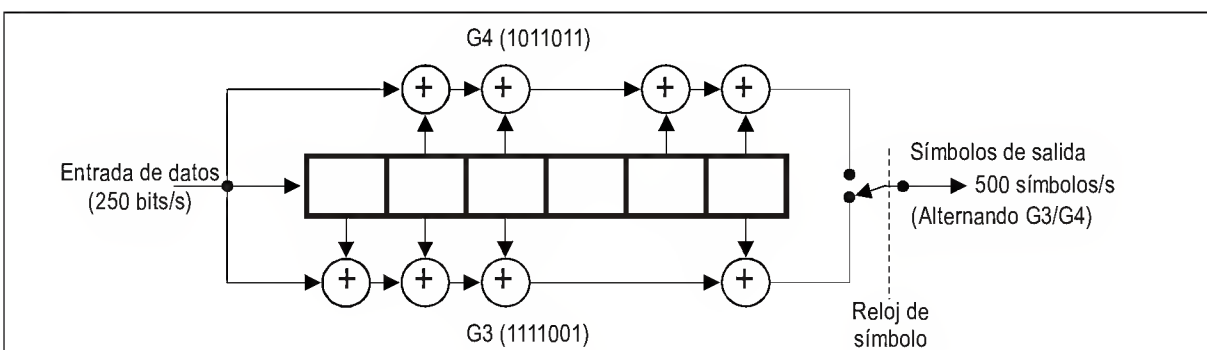 G4 (1011011)
+ + + +
Entrada de datos
(250 bits/s)
Símbolos de salida
500 símbolos/s
(Alternando G3/G4)
+ + + +
G3 (1111001)
Reloj de
símbolo